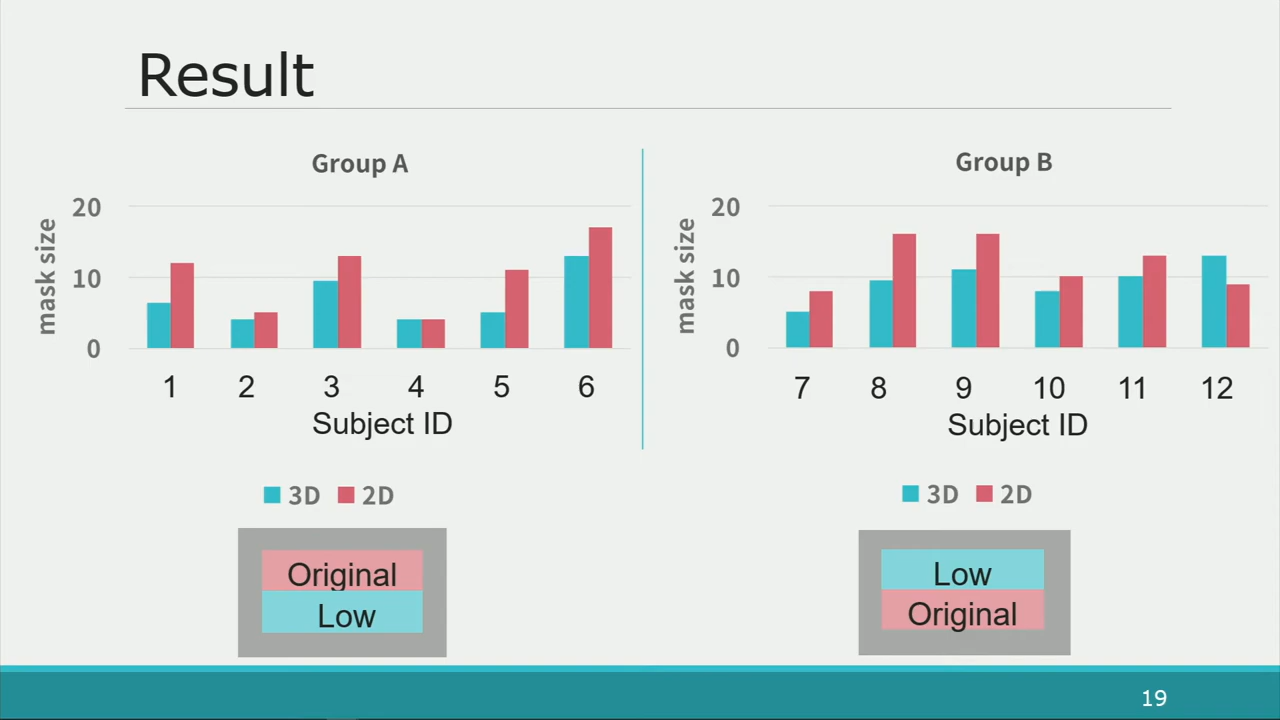 Result
Group A
mask size
20
10
0
1 2 3 4 5 6
Subject ID
3D 2D
Original
Low
Group B
mask size
20
10
0
7 8 9 10 11 12
Subject ID
3D 2D
Low
Original
19